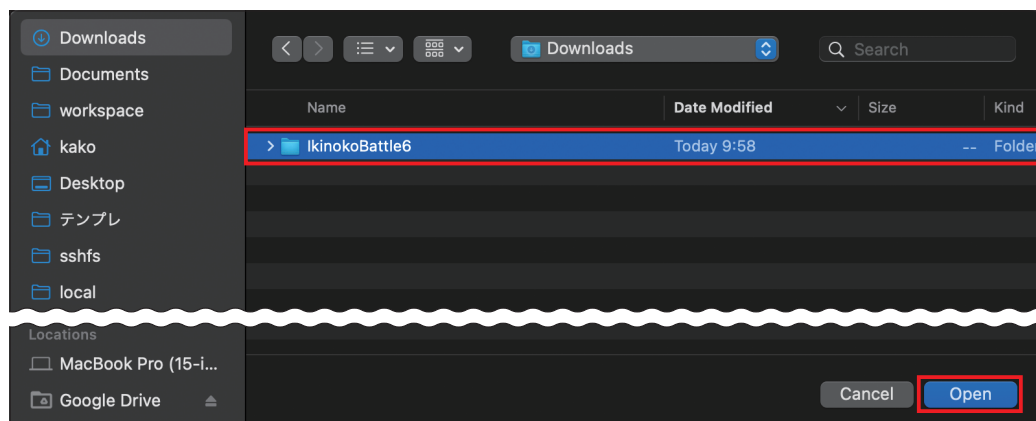 Downloads
Documents
workspace
kako
Desktop
テンプレ
sshfs
local
Locations
MacBook Pro (15-i...
Google Drive
Downloads
Search
Name Date Modified Size Kind
IkinokoBattle6 Today 9:58 -- Folde
Cancel Open